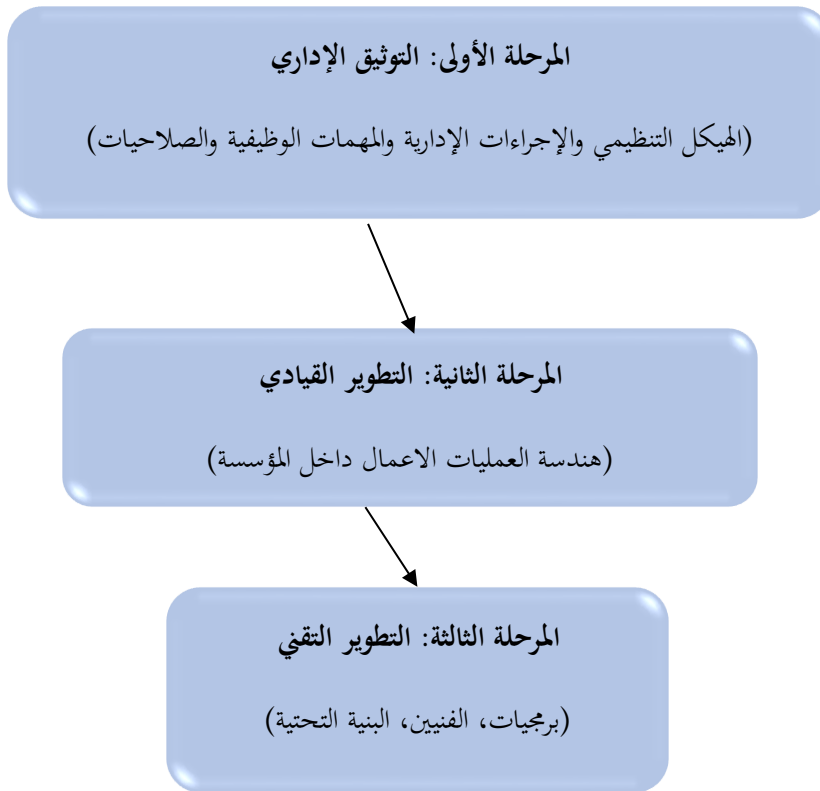 المرحلة الأولى: التوثيق الإداري
(الهيكل التنظيمي والإجراءات الإدارية والمهمات الوظيفية والصلاحيات)
المرحلة الثانية: التطوير القيادي
(هندسة العمليات الاعمال داخل المؤسسة)
المرحلة الثالثة: التطوير التقني
(برمجيات، الفنيين، البنية التحتية)